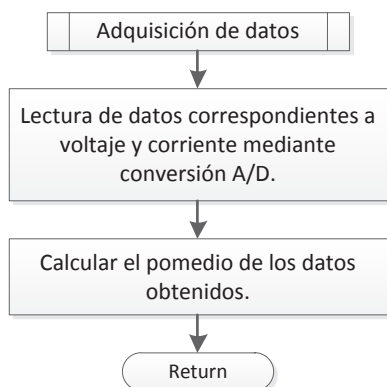 Adquisición de datos
Lectura de datos correspondientes a
voltaje y corriente mediante
conversión A/D.
Calcular el pomedio de los datos
obtenidos.
Return